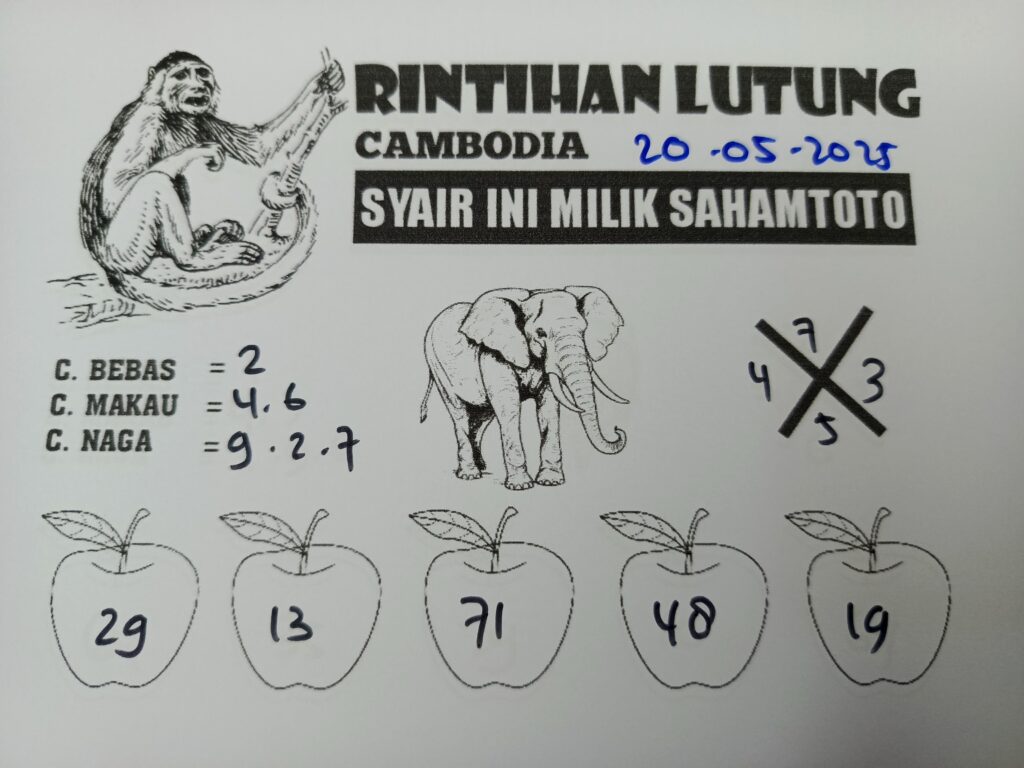 RINTIHAN LUTUNG
CAMBODIA 20-05-2025
SYAIR INI MILIK SAHAMTOTO
C. BEBAS = 2
C. MAKAU = 4.6
C. NAGA = 9.2.7
7
4 3
5
29 13 71 48 19